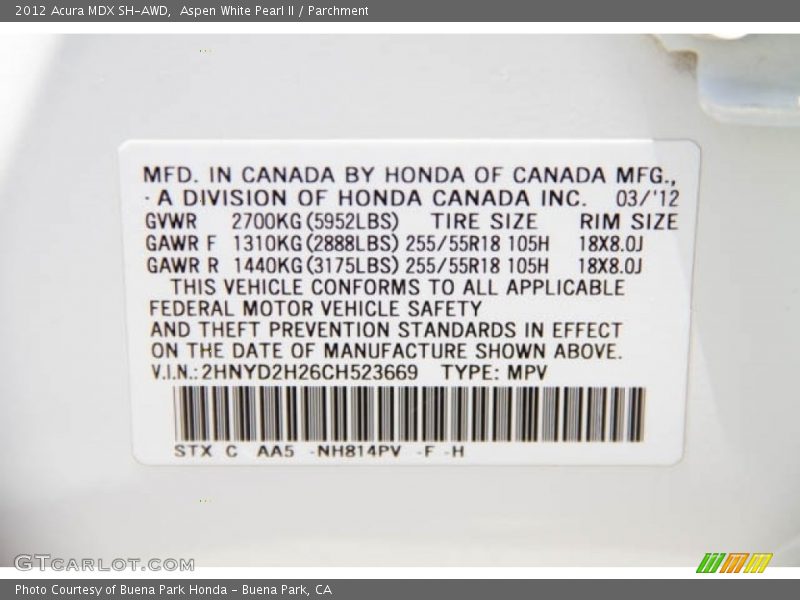 2012 Acura MDX SH-AWD,  Aspen White Pearl II / Parchment
MFD. IN CANADA BY HONDA OF CANADA MFG.,
A DIVISION OF HONDA CANADA INC. 03/'12
GVWR 2700KG(5952LBS) TIRE SIZE RIM SIZE
GAWR F 1310KG(2888LBS) 255/55R18 105H 18X8.0J
GAWR R 1440KG(3175LBS) 255/55R18 105H 18X8.0J
THIS VEHICLE CONFORMS TO ALL APPLICABLE
FEDERAL MOTOR VEHICLE SAFETY
AND THEFT PREVENTION STANDARDS IN EFFECT
ON THE DATE OF MANUFACTURE SHOWN ABOVE.
V.I.N.: 2HNYD2H26CH523669 TYPE: MPV
STX C AA5 -NH814PV -F -H
GTCARLOT.COM
Photo Courtesy of Buena Park Honda - Buena Park, CA